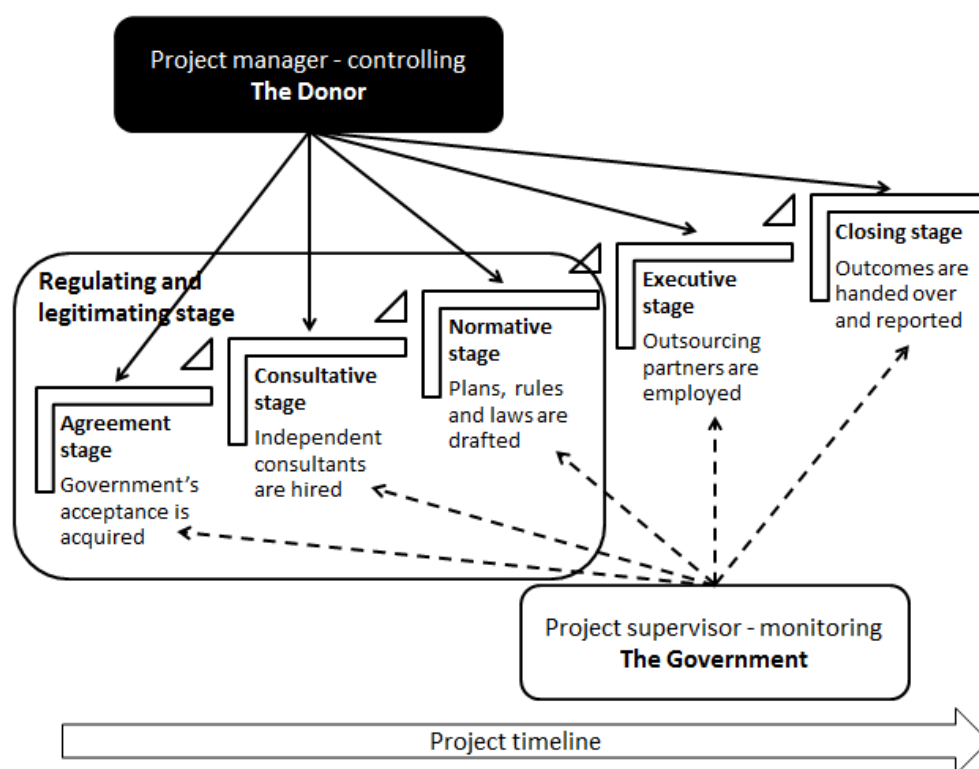 Project manager - controlling
The Donor
Regulating and
legitimating stage
Agreement
stage
Government's
acceptance is
acquired
Consultative
stage
Independent
consultants
are hired
Normative
stage
Plans, rules
and laws are
drafted
Executive
stage
Outsourcing
partners are
employed
Closing stage
Outcomes are
handed over
and reported
Project supervisor - monitoring
The Government
Project timeline